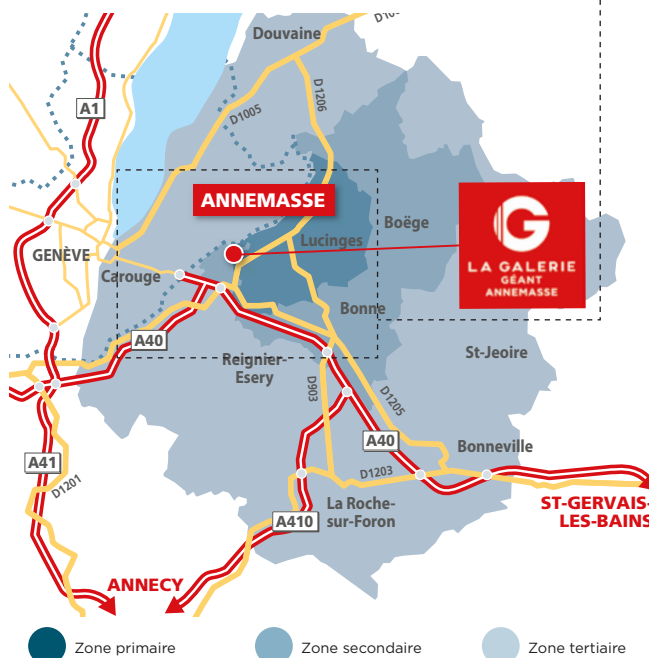 Douvaine
D1206
D1005
A1
ANNEMASSE
Boëge
Lucinges
GENÈVE
LA GALERIE
GÉANT
ANNEMASSE
Carouge
Bonne
A40
St-Jeoire
Reignier-
Esery
D903
D1205
A40
Bonneville
A41
D1201
D1203
La Roche-
sur-Foron
A410
ST-GERVAIS-
LES-BAINS
ANNECY
Zone primaire
Zone secondaire
Zone tertiaire